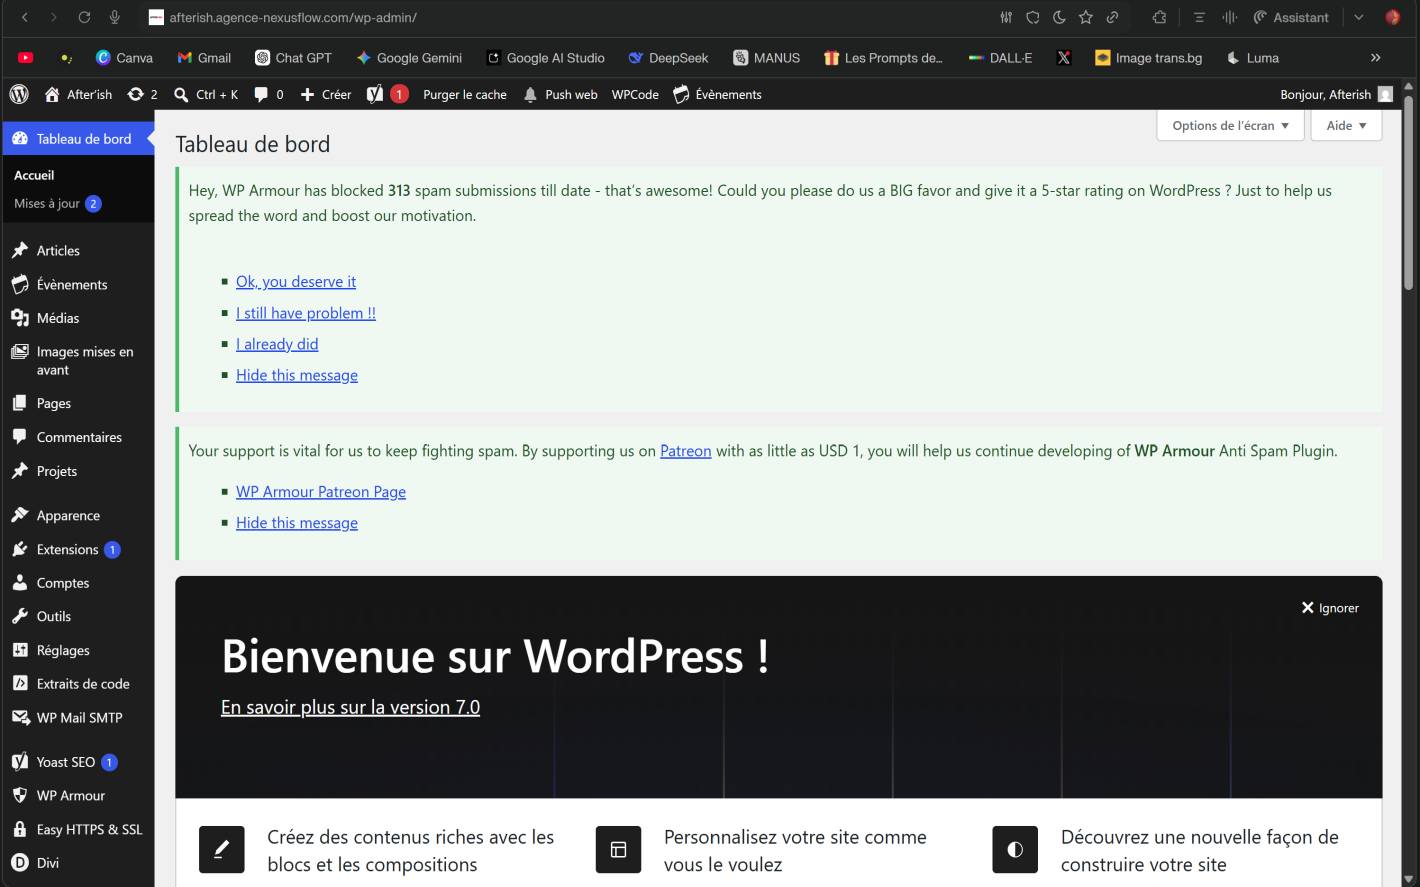 afterish.agence-nexusflow.com/wp-admin/
Assistant
Canva
Gmail
Chat GPT
Google Gemini
Google AI Studio
DeepSeek
MANUS
Les Prompts de...
DALL·E
Image trans.bg
Luma
»
After'ish
2
Ctrl + K
0
Créer
1
Purger le cache
Push web
WPCode
Évènements
Bonjour, Afterish
Tableau de bord
Accueil
Mises à jour 2
Articles
Évènements
Médias
Images mises en
avant
Pages
Commentaires
Projets
Apparence
Extensions 1
Comptes
Outils
Réglages
Extraits de code
WP Mail SMTP
Yoast SEO 1
WP Armour
Easy HTTPS & SSL
Divi
Options de l'écran
Aide
Tableau de bord
Hey, WP Armour has blocked 313 spam submissions till date - that's awesome! Could you please do us a BIG favor and give it a 5-star rating on WordPress ? Just to help us
spread the word and boost our motivation.
Ok, you deserve it
I still have problem !!
I already did
Hide this message
Your support is vital for us to keep fighting spam. By supporting us on Patreon with as little as USD 1, you will help us continue developing of WP Armour Anti Spam Plugin.
WP Armour Patreon Page
Hide this message
Ignorer
Bienvenue sur WordPress !
En savoir plus sur la version 7.0
Créez des contenus riches avec les
blocs et les compositions
Personnalisez votre site comme
vous le voulez
Découvrez une nouvelle façon de
construire votre site